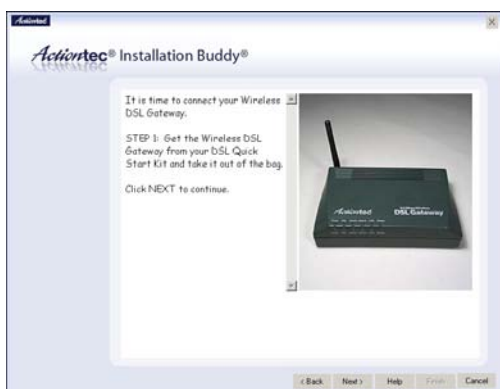 Actiontec
Actiontec® Installation Buddy®
It is time to connect your Wireless
DSL Gateway.
STEP 1: Get the Wireless DSL
Gateway from your DSL Quick
Start Kit and take it out of the bag.
Click NEXT to continue.
Actiontec
DSL Gateway
< Back
Next >
Help
Finish
Cancel